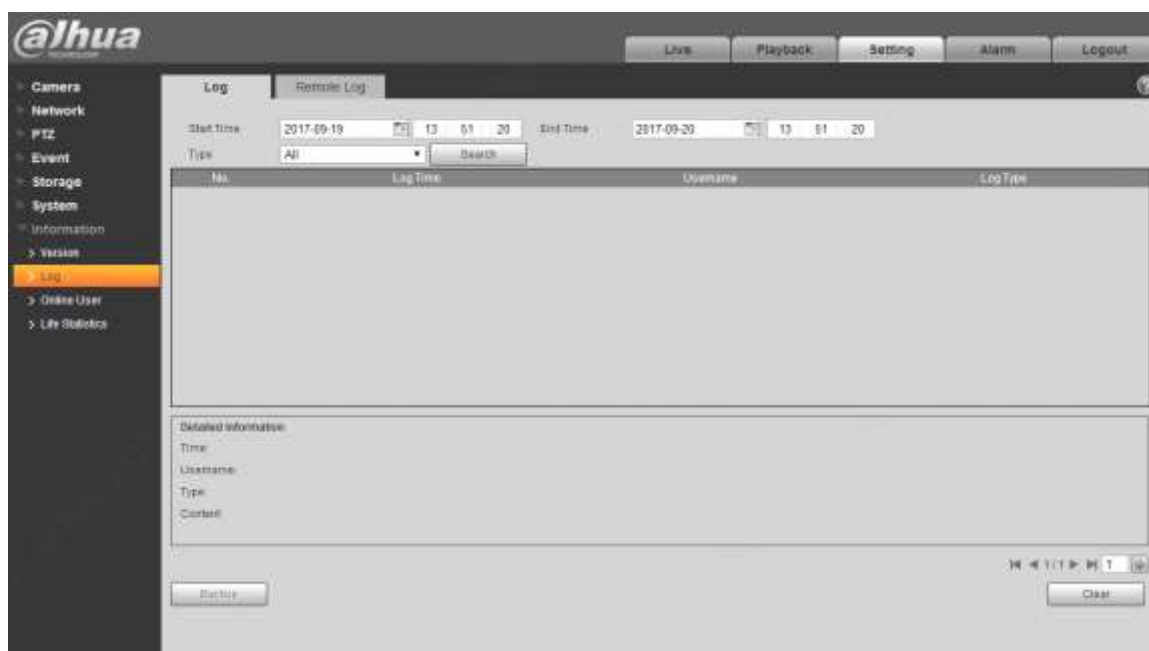 alhua
TECHNOLOGY
Live Playback Setting Alarm Logout
Camera
Network
PTZ
Event
Storage
System
Information
> Version
> Log
> Online User
> Life Statistics
Log Remote Log
Start Time 2017-09-19 13 : 51 : 20 End Time 2017-09-20 13 : 51 : 20
Type All Search
No. Log Time Username Log Type
Detailed Information
Time:
Username:
Type:
Content:
1/1 1
Backup Clear